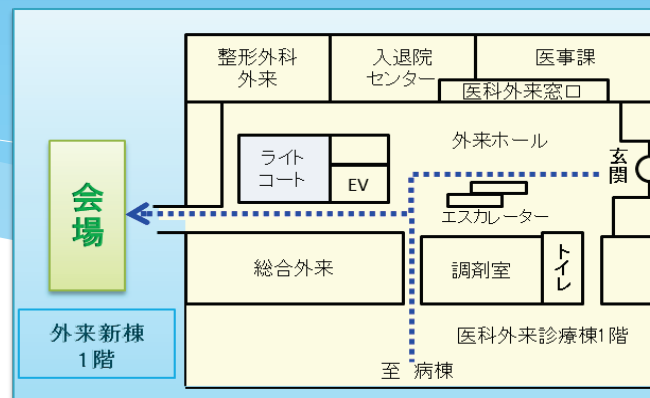 整形外科
外来
入退院
センター
医事課
医科外来窓口
外来ホール
玄関
ライト
コート
EV
エスカレーター
会場
総合外来
調剤室
トイレ
外来新棟
1階
医科外来診療棟1階
至 病棟